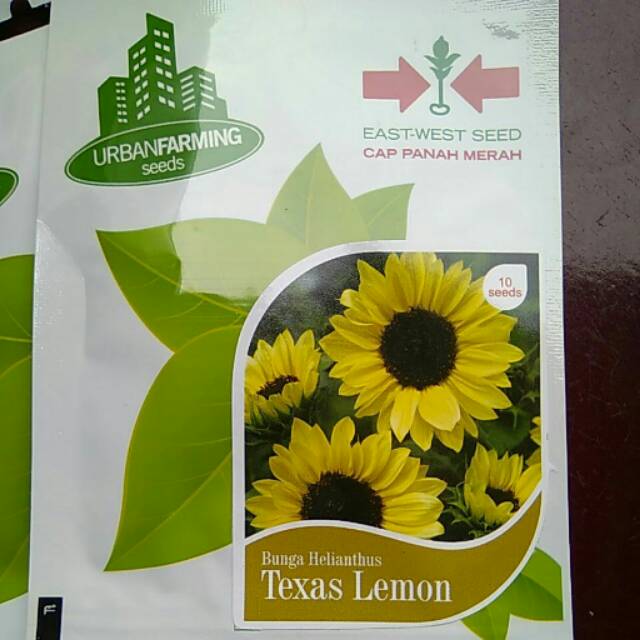 URBANFARMING
seeds
EAST-WEST SEED
CAP PANAH MERAH
10
seeds
Bunga Helianthus
Texas Lemon